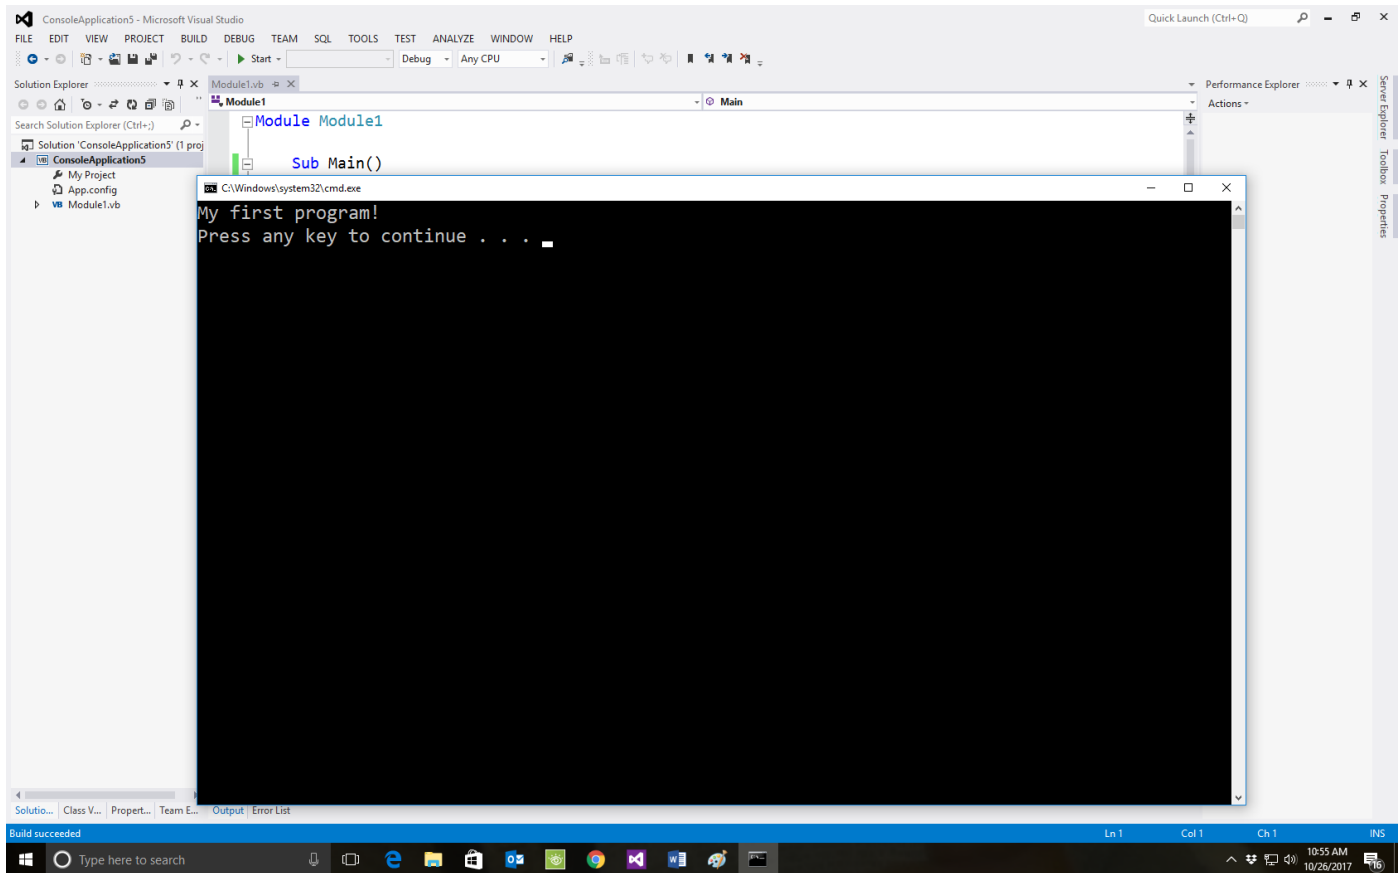 ConsoleApplication5 - Microsoft Visual Studio
Quick Launch (Ctrl+Q)
FILE EDIT VIEW PROJECT BUILD DEBUG TEAM SQL TOOLS TEST ANALYZE WINDOW HELP
Start Debug Any CPU
Solution Explorer
Module1.vb
Performance Explorer
Module1
Main
Actions
Search Solution Explorer (Ctrl+;)
Module Module1
Solution 'ConsoleApplication5' (1 proj
VB ConsoleApplication5
Sub Main()
My Project
App.config
VB Module1.vb
Server Explorer
Toolbox
Properties
C:\Windows\system32\cmd.exe
My first program!
Press any key to continue . . .
Solutio... Class V... Propert... Team E... Output Error List
Build succeeded Ln 1 Col 1 Ch 1 INS
Type here to search
10:55 AM
10/26/2017
16